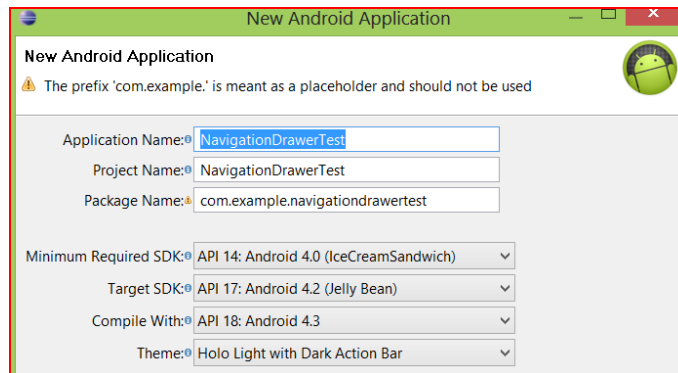 New Android Application
New Android Application
The prefix 'com.example.' is meant as a placeholder and should not be used
Application Name: NavigationDrawerTest
Project Name: NavigationDrawerTest
Package Name: com.example.navigationdrawertest
Minimum Required SDK: API 14: Android 4.0 (IceCreamSandwich)
Target SDK: API 17: Android 4.2 (Jelly Bean)
Compile With: API 18: Android 4.3
Theme: Holo Light with Dark Action Bar